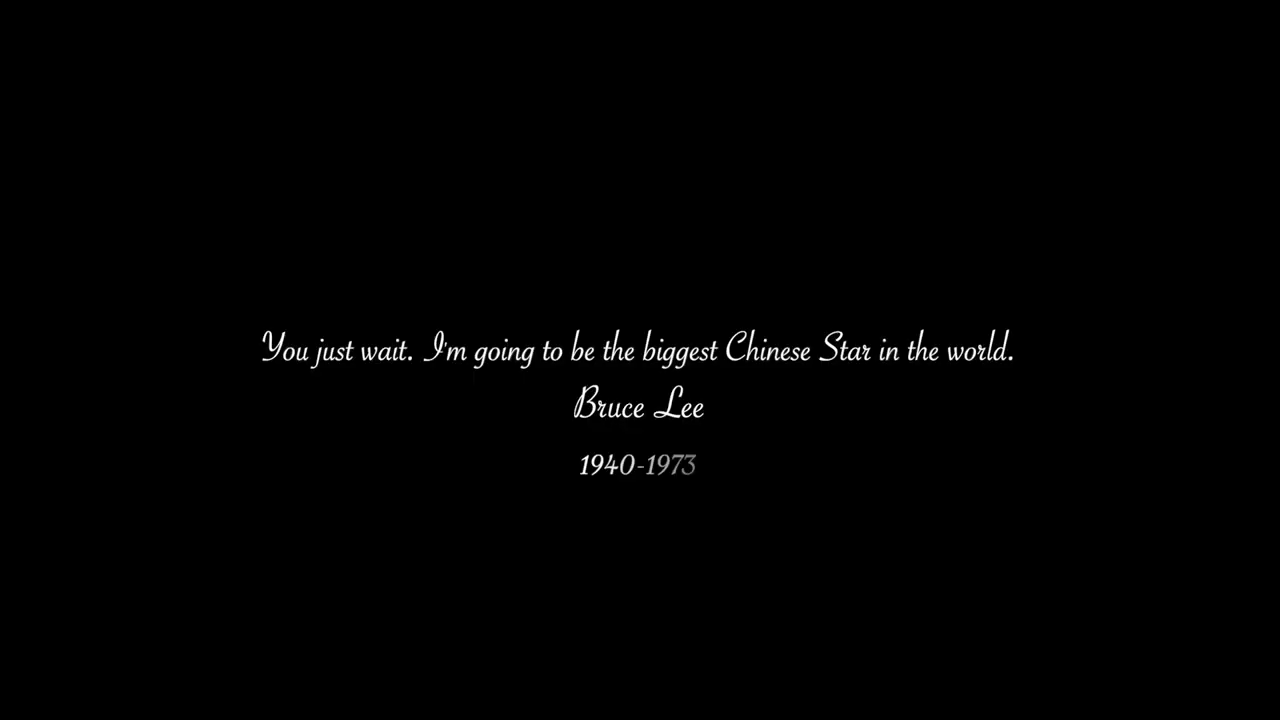 You just wait. I'm going to be the biggest Chinese Star in the world.
Bruce Lee
1940-1973